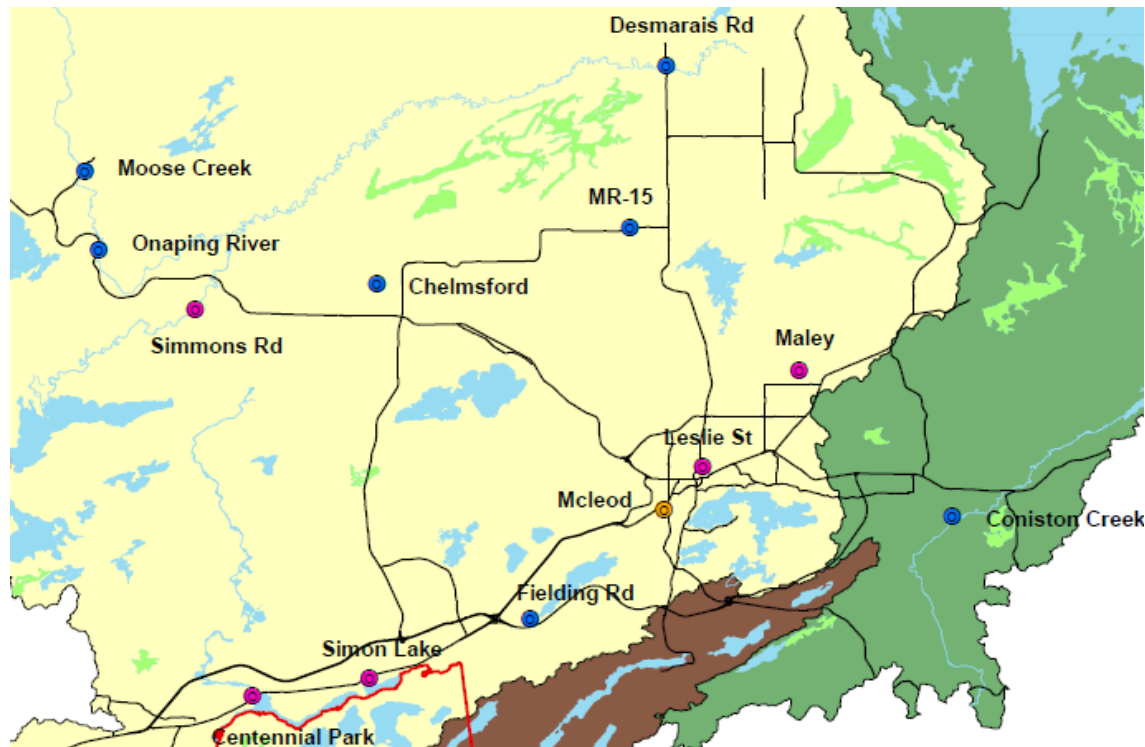 Desmarais Rd
Moose Creek
MR-15
Onaping River
Chelmsford
Simmons Rd
Maley
Leslie St
Mcleod
Coniston Creek
Fielding Rd
Simon Lake
Centennial Park